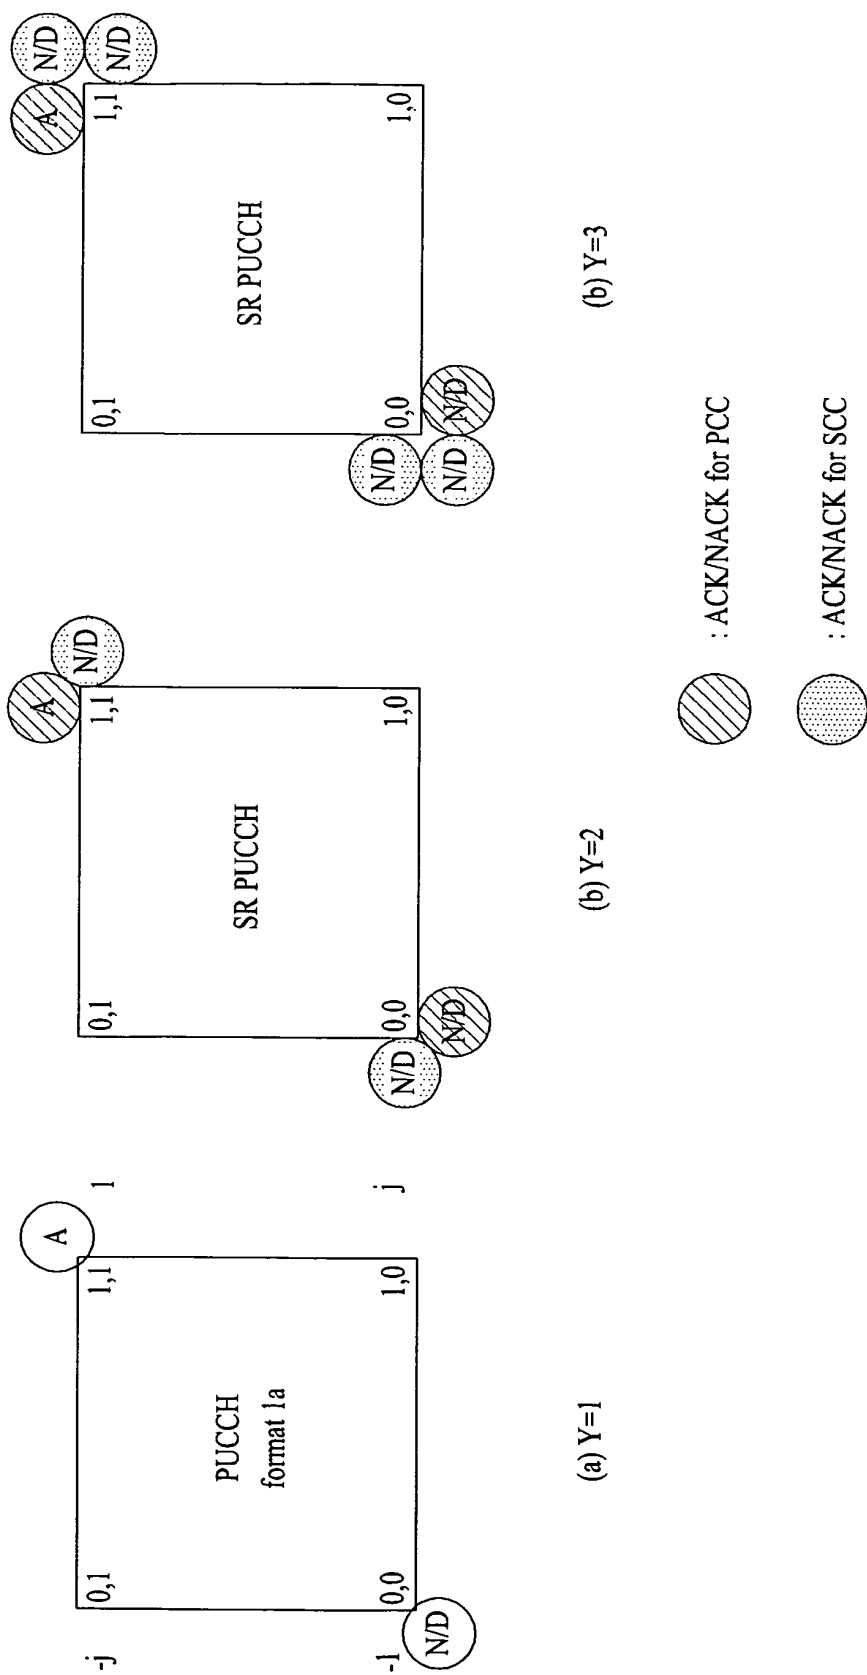 A
-j
0,1
1,1
1
PUCCH
format 1a
-1
0,0
1,0
j
N/D
(a) Y=1
A
N/D
0,1
1,1
SR PUCCH
0,0
1,0
N/D
N/D
(b) Y=2
A
N/D
N/D
0,1
1,1
SR PUCCH
0,0
1,0
N/D
N/D
N/D
(b) Y=3
: ACK/NACK for PCC
: ACK/NACK for SCC